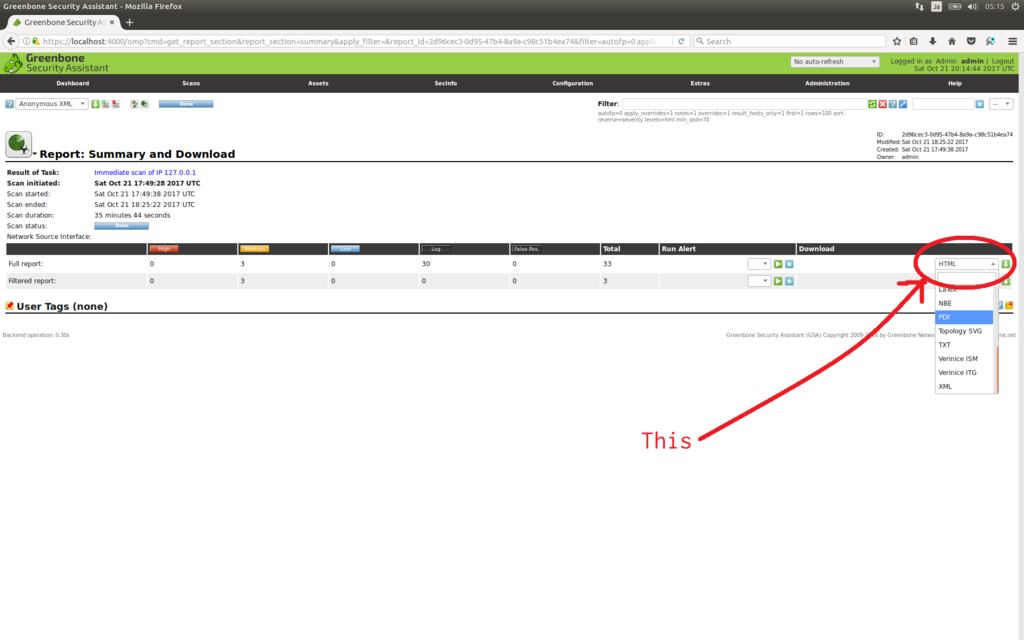 Greenbone Security Assistant - Mozilla Firefox
Ja
05:15
Greenbone Security A
https://localhost:4000/omp?cmd=get_report_section&report_section=summary&apply_filter=&report_id=2d96cec3-0d95-47b4-8a9a-c98c51b4ea74&filter=autofp=0 apply
Search
Greenbone
Security Assistant
No auto-refresh
Logged in as Admin admin | Logout
Sat Oct 21 20:14:44 2017 UTC
Dashboard Scans Assets SecInfo Configuration Extras Administration Help
Anonymous XML
Done
Filter:
--
autofp=0 apply_overrides=1 notes=1 overrides=1 result_hosts_only=1 first=1 rows=100 sort-
reverse=severity levels=hml min_qod=70
Report: Summary and Download
ID: 2d96cec3-0d95-47b4-8a9a-c98c51b4ea74
Modified: Sat Oct 21 18:25:22 2017
Created: Sat Oct 21 17:49:38 2017
Owner: admin
Result of Task: Immediate scan of IP 127.0.0.1
Scan initiated: Sat Oct 21 17:49:28 2017 UTC
Scan started: Sat Oct 21 17:49:38 2017 UTC
Scan ended: Sat Oct 21 18:25:22 2017 UTC
Scan duration: 35 minutes 44 seconds
Scan status: Done
Network Source Interface:
High Medium Low Log False Pos. Total Run Alert Download
Full report: 0 3 0 30 0 33 HTML
Filtered report: 0 3 0 0 0 3
LaTeX
NBE
PDF
Topology SVG
TXT
Verinice ISM
Verinice ITG
XML
User Tags (none)
Backend operation: 0.30s
Greenbone Security Assistant (GSA) Copyright 2009-
by Greenbone Netwo
ne.net
This